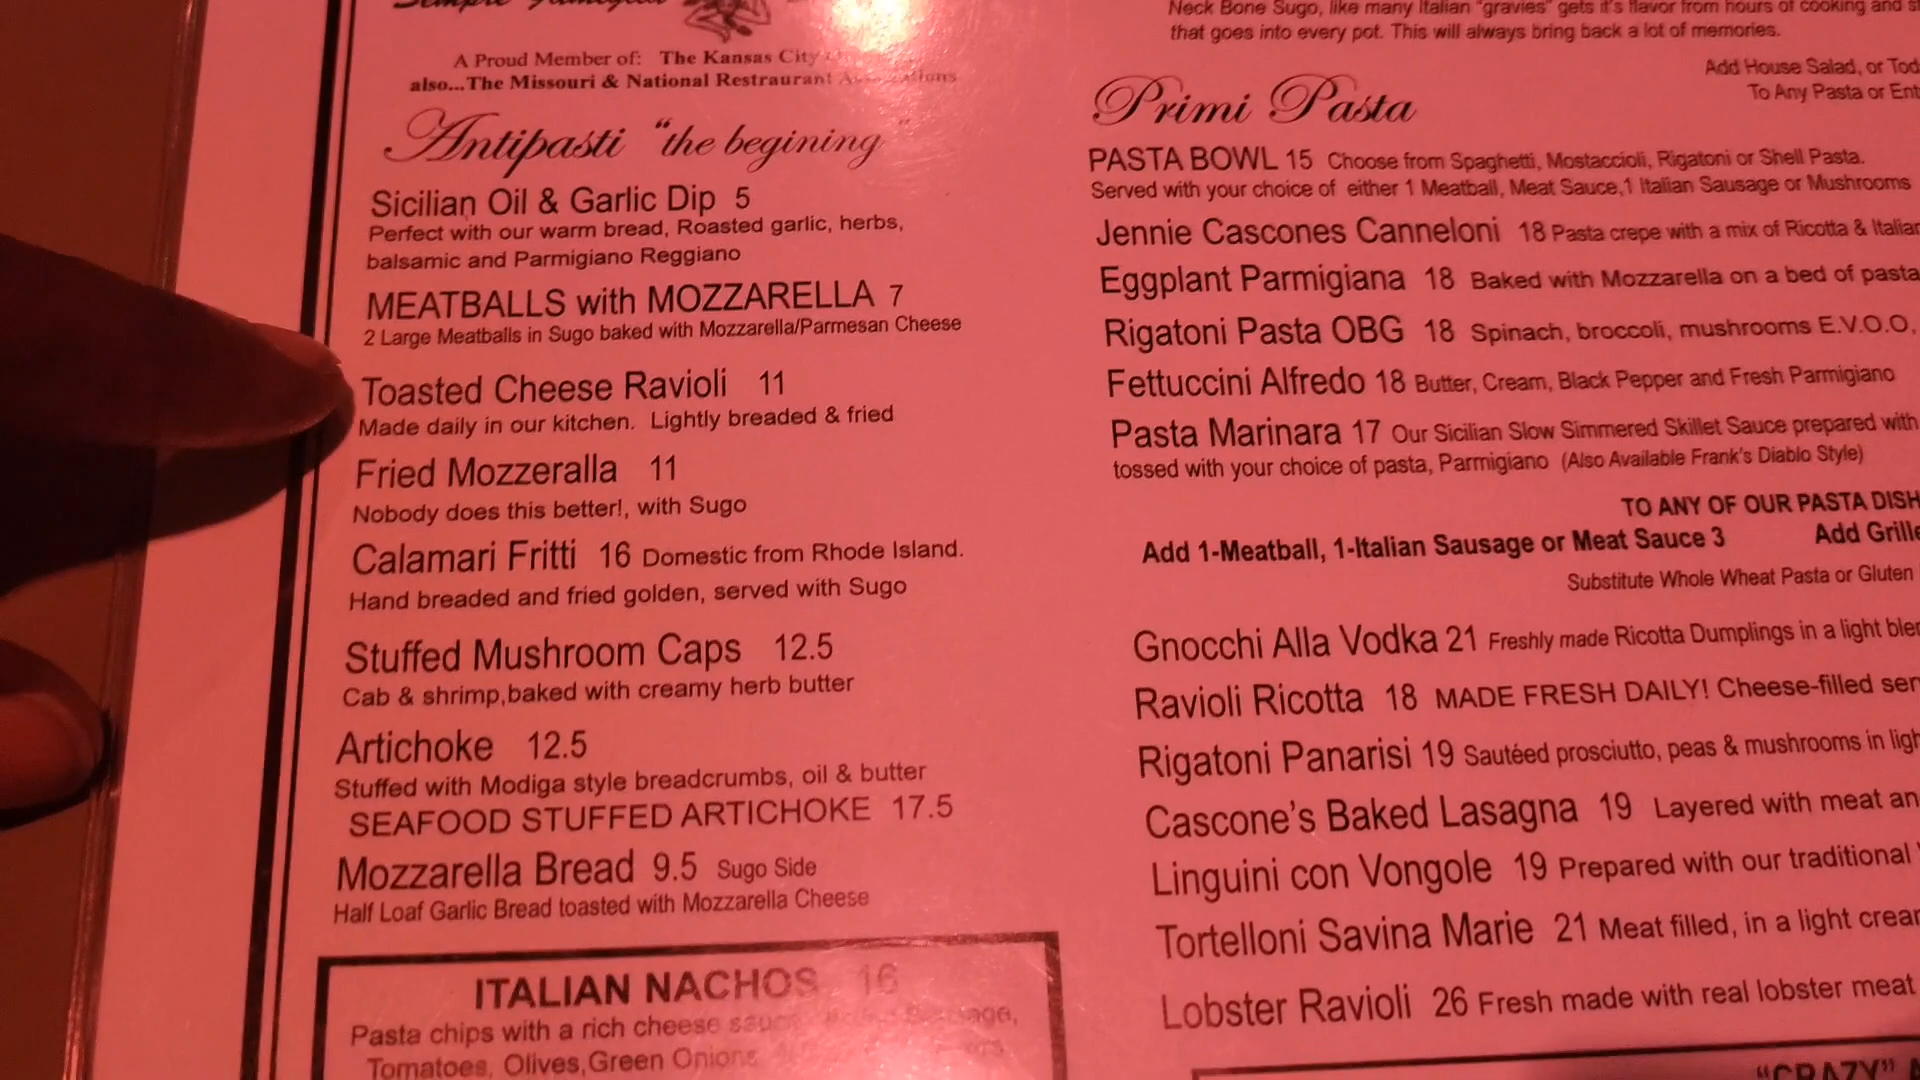 A Proud Member of: The Kansas City
also...The Missouri & National Restraurant
Antipasti "the begining"
Sicilian Oil & Garlic Dip 5
Perfect with our warm bread, Roasted garlic, herbs,
balsamic and Parmigiano Reggiano
MEATBALLS with MOZZARELLA 7
2 Large Meatballs in Sugo baked with Mozzarella/Parmesan Cheese
Toasted Cheese Ravioli 11
Made daily in our kitchen. Lightly breaded & fried
Fried Mozzeralla 11
Nobody does this better!, with Sugo
Calamari Fritti 16 Domestic from Rhode Island.
Hand breaded and fried golden, served with Sugo
Stuffed Mushroom Caps 12.5
Cab & shrimp,baked with creamy herb butter
Artichoke 12.5
Stuffed with Modiga style breadcrumbs, oil & butter
SEAFOOD STUFFED ARTICHOKE 17.5
Mozzarella Bread 9.5 Sugo Side
Half Loaf Garlic Bread toasted with Mozzarella Cheese
ITALIAN NACHOS 16
Pasta chips with a rich cheese
Tomatoes, Olives,Green Onions
Neck Bone Sugo, like many Italian "gravies" gets it's flavor from hours of cooking and
that goes into every pot. This will always bring back a lot of memories.
Add House Salad, or
To Any Pasta or
Primi Pasta
PASTA BOWL 15 Choose from Spaghetti, Mostaccioli, Rigatoni or Shell Pasta.
Served with your choice of either 1 Meatball, Meat Sauce,1 Italian Sausage or Mushrooms
Jennie Cascones Canneloni 18 Pasta crepe with a mix of Ricotta & Italian
Eggplant Parmigiana 18 Baked with Mozzarella on a bed of pasta
Rigatoni Pasta OBG 18 Spinach, broccoli, mushrooms E.V.O.O,
Fettuccini Alfredo 18 Butter, Cream, Black Pepper and Fresh Parmigiano
Pasta Marinara 17 Our Sicilian Slow Simmered Skillet Sauce prepared with
tossed with your choice of pasta, Parmigiano (Also Available Frank's Diablo Style)
TO ANY OF OUR PASTA DISH
Add 1-Meatball, 1-Italian Sausage or Meat Sauce 3 Add Grille
Substitute Whole Wheat Pasta or Gluten
Gnocchi Alla Vodka 21 Freshly made Ricotta Dumplings in a light
Ravioli Ricotta 18 MADE FRESH DAILY! Cheese-filled
Rigatoni Panarisi 19 Sautéed prosciutto, peas & mushrooms in
Cascone's Baked Lasagna 19 Layered with meat an
Linguini con Vongole 19 Prepared with our traditional
Tortelloni Savina Marie 21 Meat filled, in a light
Lobster Ravioli 26 Fresh made with real lobster meat
"CRAZY"